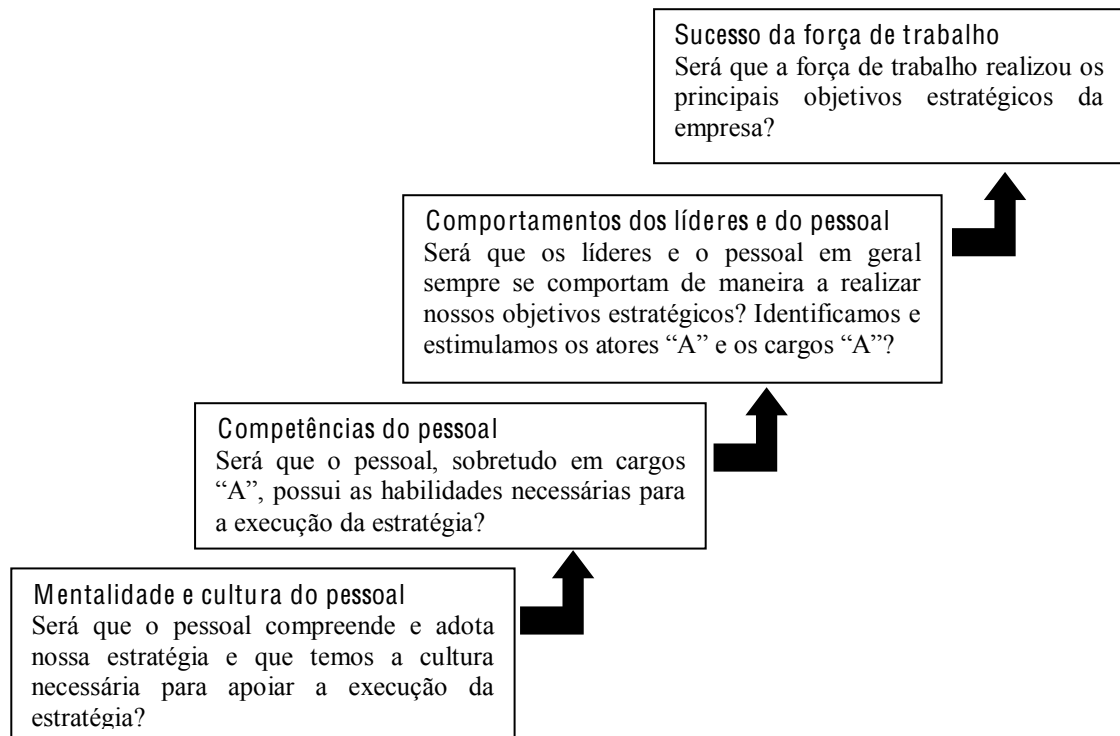 Sucesso da força de trabalho
Será que a força de trabalho realizou os
principais objetivos estratégicos da
empresa?
Comportamentos dos líderes e do pessoal
Será que os líderes e o pessoal em geral
sempre se comportam de maneira a realizar
nossos objetivos estratégicos? Identificamos e
estimulamos os atores “A” e os cargos “A”?
Competências do pessoal
Será que o pessoal, sobretudo em cargos
“A”, possui as habilidades necessárias para
a execução da estratégia?
Mentalidade e cultura do pessoal
Será que o pessoal compreende e adota
nossa estratégia e que temos a cultura
necessária para apoiar a execução da
estratégia?